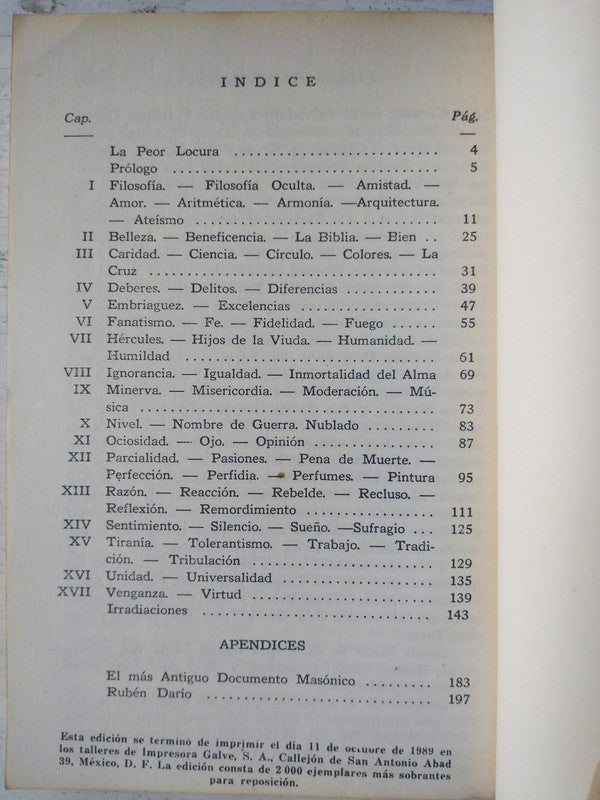 INDICE
Cap. Pág.
La Peor Locura .......................... 4
Prólogo .................................. 5
I Filosofía. — Filosofía Oculta. — Amistad. —
Amor. — Aritmética. — Armonía. —Arquitectura.
— Ateísmo .............................. 11
II Belleza. — Beneficencia. — La Biblia. — Bien .. 25
III Caridad. — Ciencia. — Círculo. — Colores. — La
Cruz .................................... 31
IV Deberes. — Delitos. — Diferencias ............ 39
V Embriaguez. — Excelencias .................. 47
VI Fanatismo. — Fe. — Fidelidad. — Fuego ...... 55
VII Hércules. — Hijos de la Viuda. — Humanidad. —
Humildad ................................ 61
VIII Ignorancia. — Igualdad. — Inmortalidad del Alma 69
IX Minerva. — Misericordia. — Moderación. — Mú-
sica ...................................... 73
X Nivel. — Nombre de Guerra. Nublado ......... 83
XI Ociosidad. — Ojo. — Opinión ................ 87
XII Parcialidad. — Pasiones. — Pena de Muerte. —
Perfección. — Perfidia. — Perfumes. — Pintura 95
XIII Razón. — Reacción. — Rebelde. — Recluso. —
Reflexión. — Remordimiento ................ 111
XIV Sentimiento. — Silencio. — Sueño. —Sufragio ... 125
XV Tiranía. — Tolerantismo. — Trabajo. — Tradi-
ción. — Tribulación ........................ 129
XVI Unidad. — Universalidad .................... 135
XVII Venganza. — Virtud ........................ 139
Irradiaciones .............................. 143
APENDICES
El más Antiguo Documento Masónico ......... 183
Rubén Darío .............................. 197
Esta edición se termino de imprimir el día 11 de octubre de 1989 en
los talleres de Impresora Galve, S. A., Callejón de San Antonio Abad
39, México, D. F. La edición consta de 2 000 ejemplares más sobrantes
para reposición.